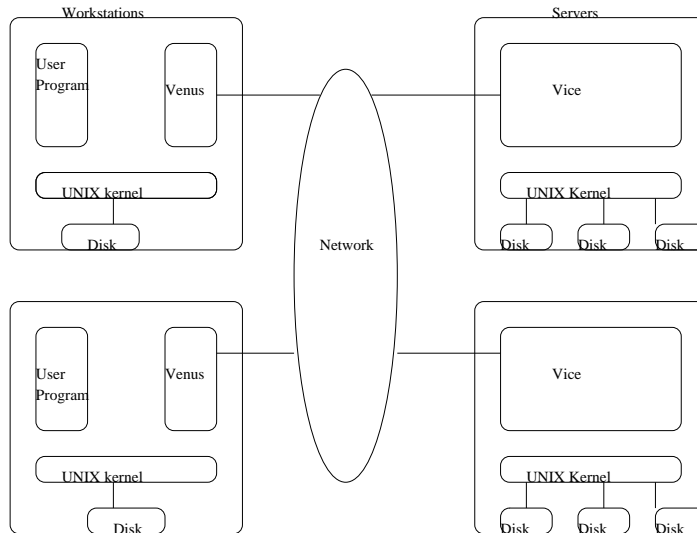 Workstations
Servers
User
Program
Venus
Vice
UNIX kernel
UNIX Kernel
Disk
Disk
Disk
Disk
Network
User
Program
Venus
Vice
UNIX kernel
UNIX Kernel
Disk
Disk
Disk
Disk